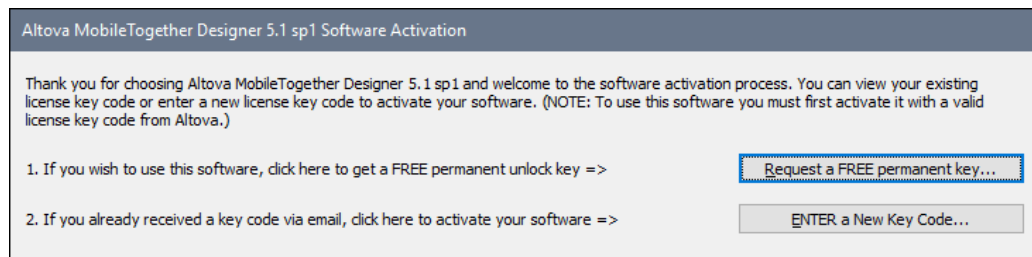 Altova MobileTogether Designer 5.1 sp1 Software Activation
Thank you for choosing Altova MobileTogether Designer 5.1 sp1 and welcome to the software activation process. You can view your existing
license key code or enter a new license key code to activate your software. (NOTE: To use this software you must first activate it with a valid
license key code from Altova.)
1. If you wish to use this software, click here to get a FREE permanent unlock key =>
Request a FREE permanent key...
2. If you already received a key code via email, click here to activate your software =>
ENTER a New Key Code...